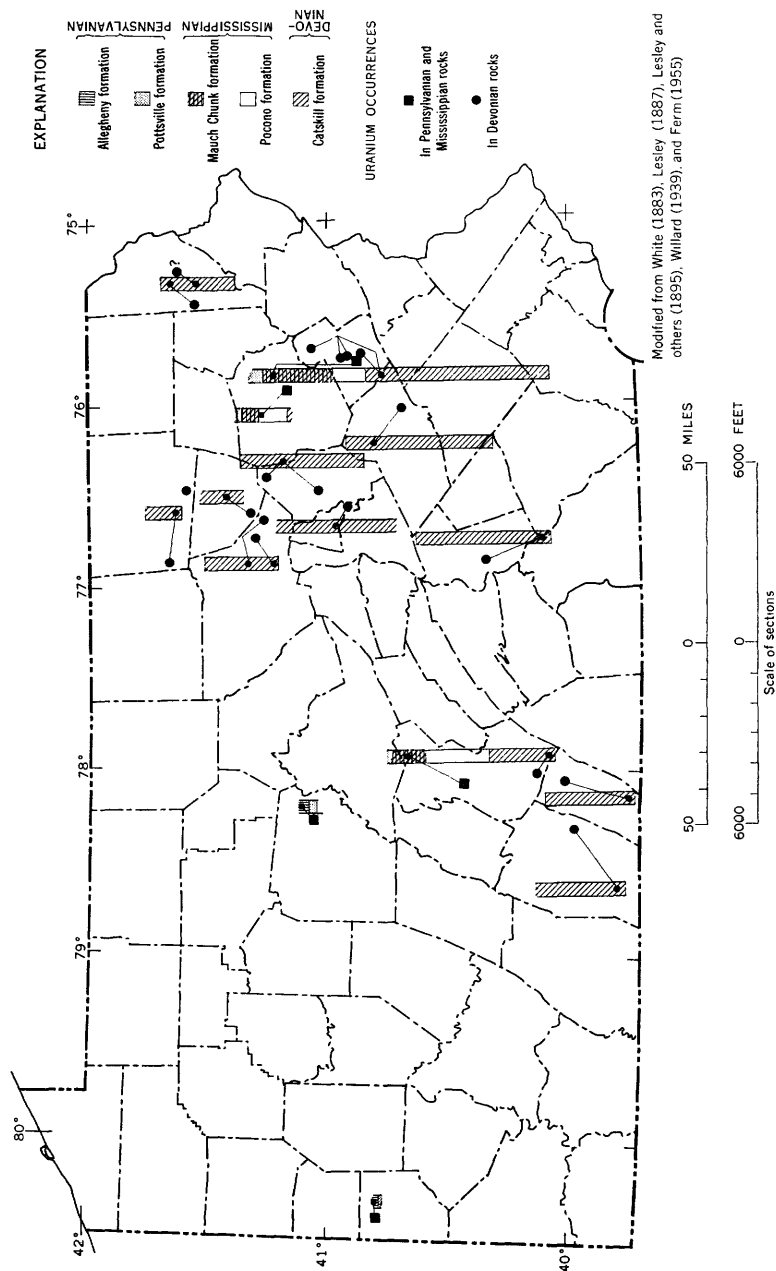 EXPLANATION
Allegheny formation
Pottsville formation
PENNSYLVANIAN
Mauch Chunk formation
Pocono formation
MISSISSIPPIAN
Catskill formation
DEVO-
NIAN
URANIUM OCCURRENCES
In Pennsylvanian and
Mississippian rocks
In Devonian rocks
80°
79°
78°
77°
76°
75°
42°
41°
40°
?
50
0
50 MILES
6000
0
6000 FEET
Scale of sections
Modified from White (1883), Lesley (1887), Lesley and
others (1895), Willard (1939), and Ferm (1955)